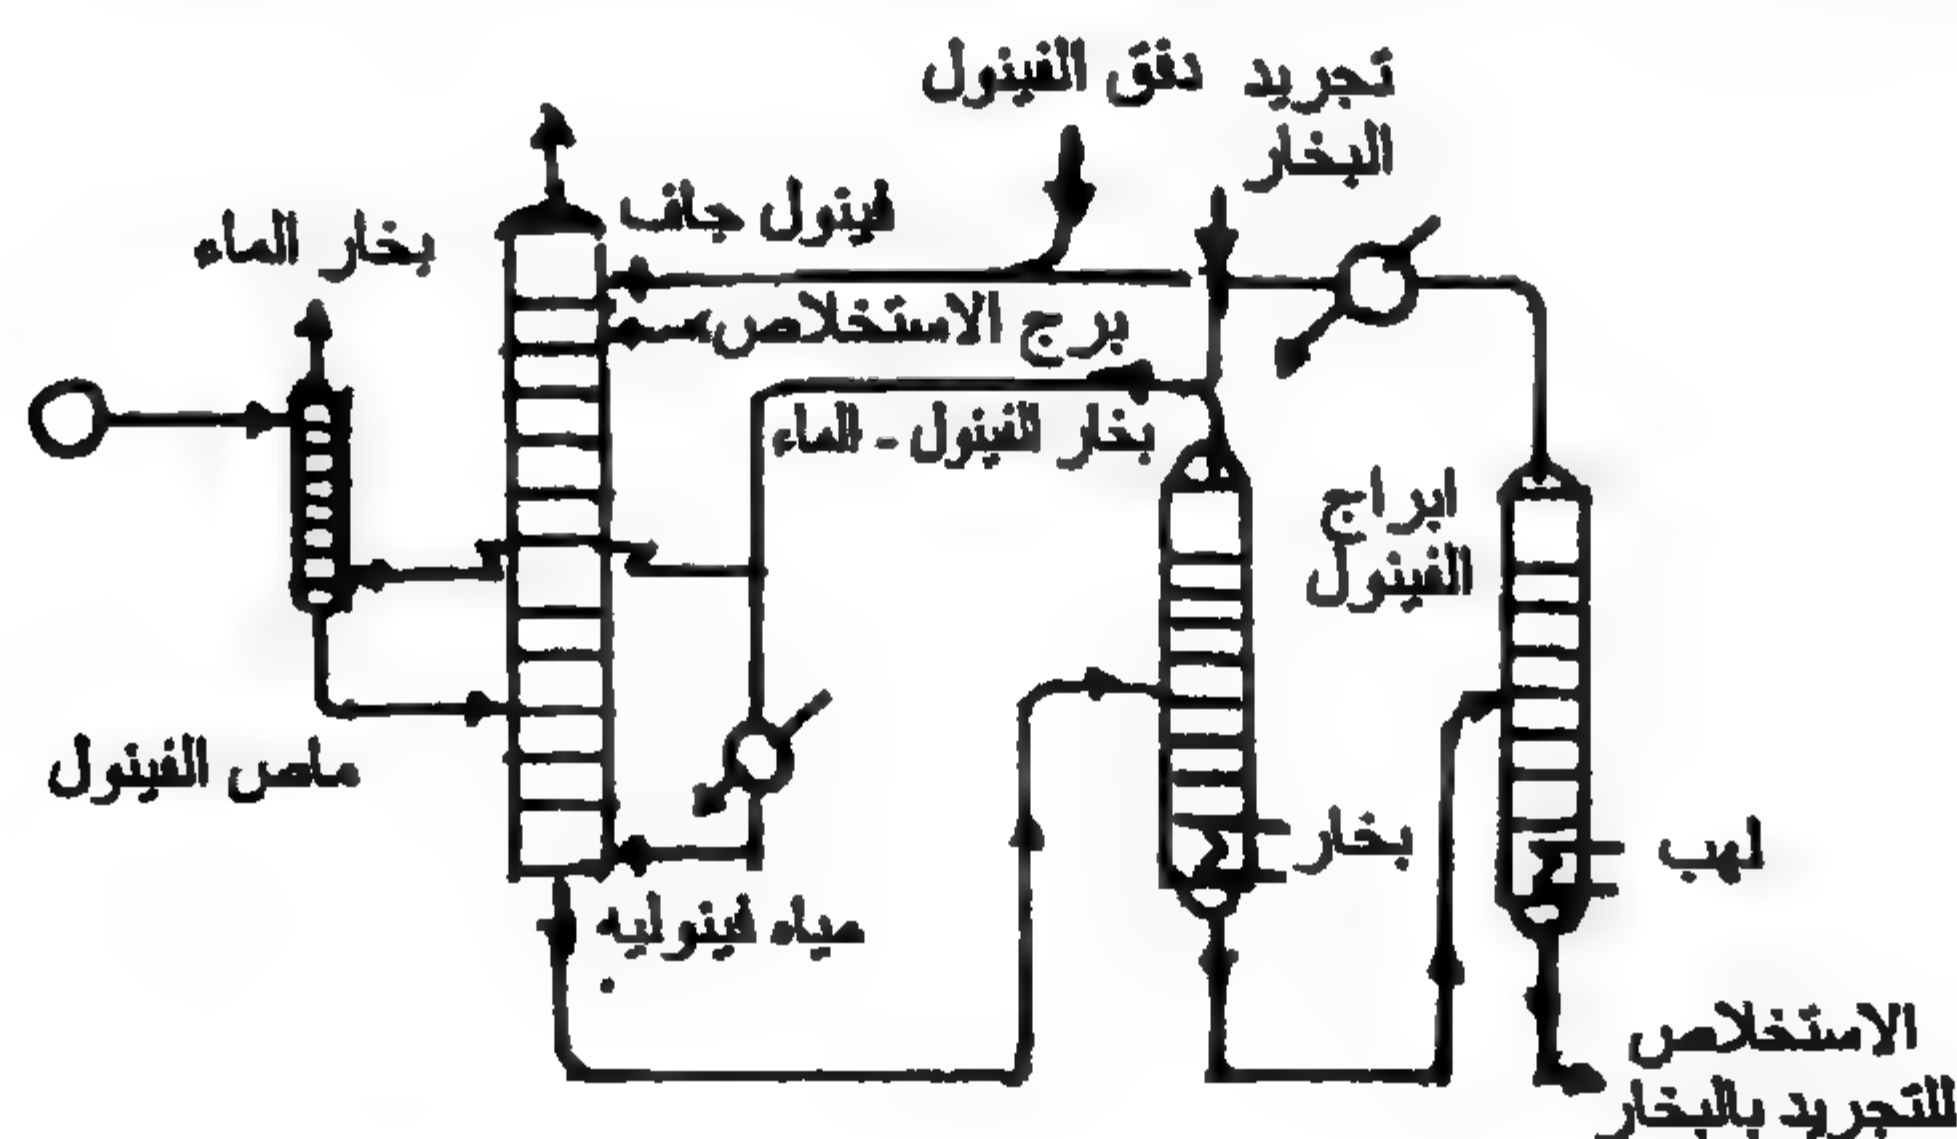 تجريد
البخار
دفق الفينول
فينول جاف
بخار الماء
برج الاستخلاص
بخار الفينول - الماء
ابراج
الفينول
ماص الفينول
بخار
لهب
مياه فينوليه
الاستخلاص
للتجريد بالبخار